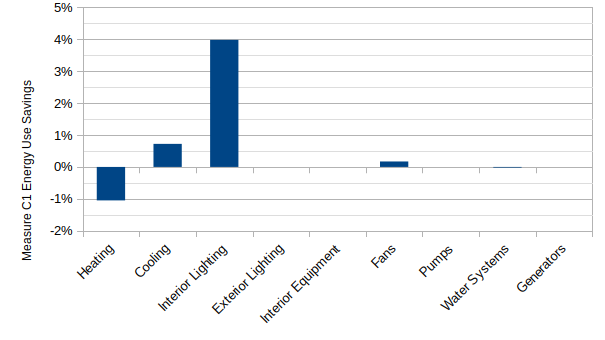 5%
4%
3%
2%
1%
0%
-1%
-2%
Measure C1 Energy Use Savings
Heating
Cooling
Interior Lighting
Exterior Lighting
Interior Equipment
Fans
Pumps
Water Systems
Generators